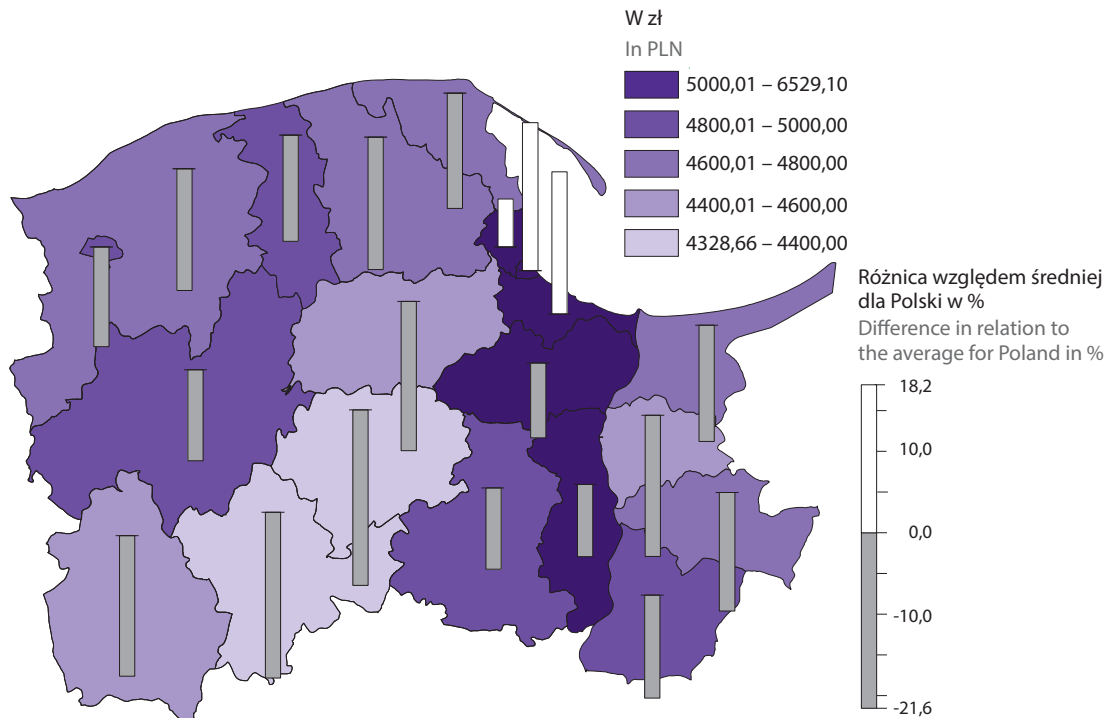 W zł
In PLN
5000,01 – 6529,10
4800,01 – 5000,00
4600,01 – 4800,00
4400,01 – 4600,00
4328,66 – 4400,00
Różnica względem średniej
dla Polski w %
Difference in relation to
the average for Poland in %
18,2
10,0
0,0
-10,0
-21,6